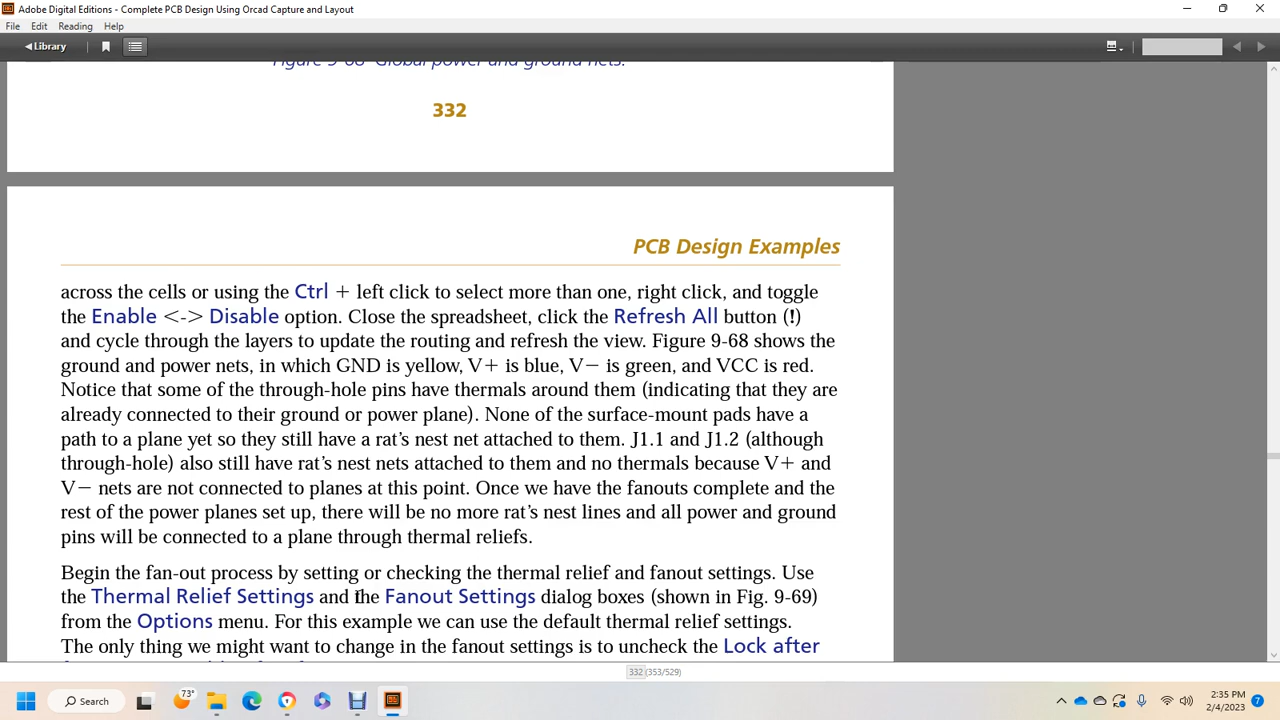 Adobe Digital Editions - Complete PCB Design Using Orcad Capture and Layout
File Edit Reading Help
Library
Figure 9-68 Global power and ground nets.
332
PCB Design Examples
across the cells or using the Ctrl + left click to select more than one, right click, and toggle
the Enable <-> Disable option. Close the spreadsheet, click the Refresh All button (!)
and cycle through the layers to update the routing and refresh the view. Figure 9-68 shows the
ground and power nets, in which GND is yellow, V+ is blue, V− is green, and VCC is red.
Notice that some of the through-hole pins have thermals around them (indicating that they are
already connected to their ground or power plane). None of the surface-mount pads have a
path to a plane yet so they still have a rat's nest net attached to them. J1.1 and J1.2 (although
through-hole) also still have rat's nest nets attached to them and no thermals because V+ and
V− nets are not connected to planes at this point. Once we have the fanouts complete and the
rest of the power planes set up, there will be no more rat's nest lines and all power and ground
pins will be connected to a plane through thermal reliefs.
Begin the fan-out process by setting or checking the thermal relief and fanout settings. Use
the Thermal Relief Settings and the Fanout Settings dialog boxes (shown in Fig. 9-69)
from the Options menu. For this example we can use the default thermal relief settings.
The only thing we might want to change in the fanout settings is to uncheck the Lock after
332 (353/529)
Search
73°
2:35 PM
2/4/2023
7